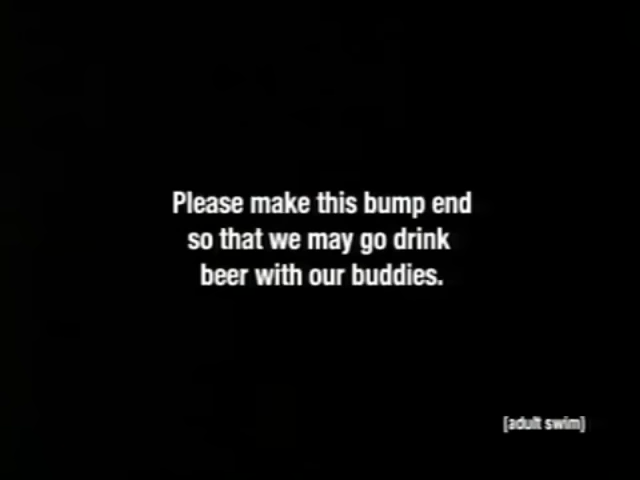 Please make this bump end
so that we may go drink
beer with our buddies.
[adult swim]